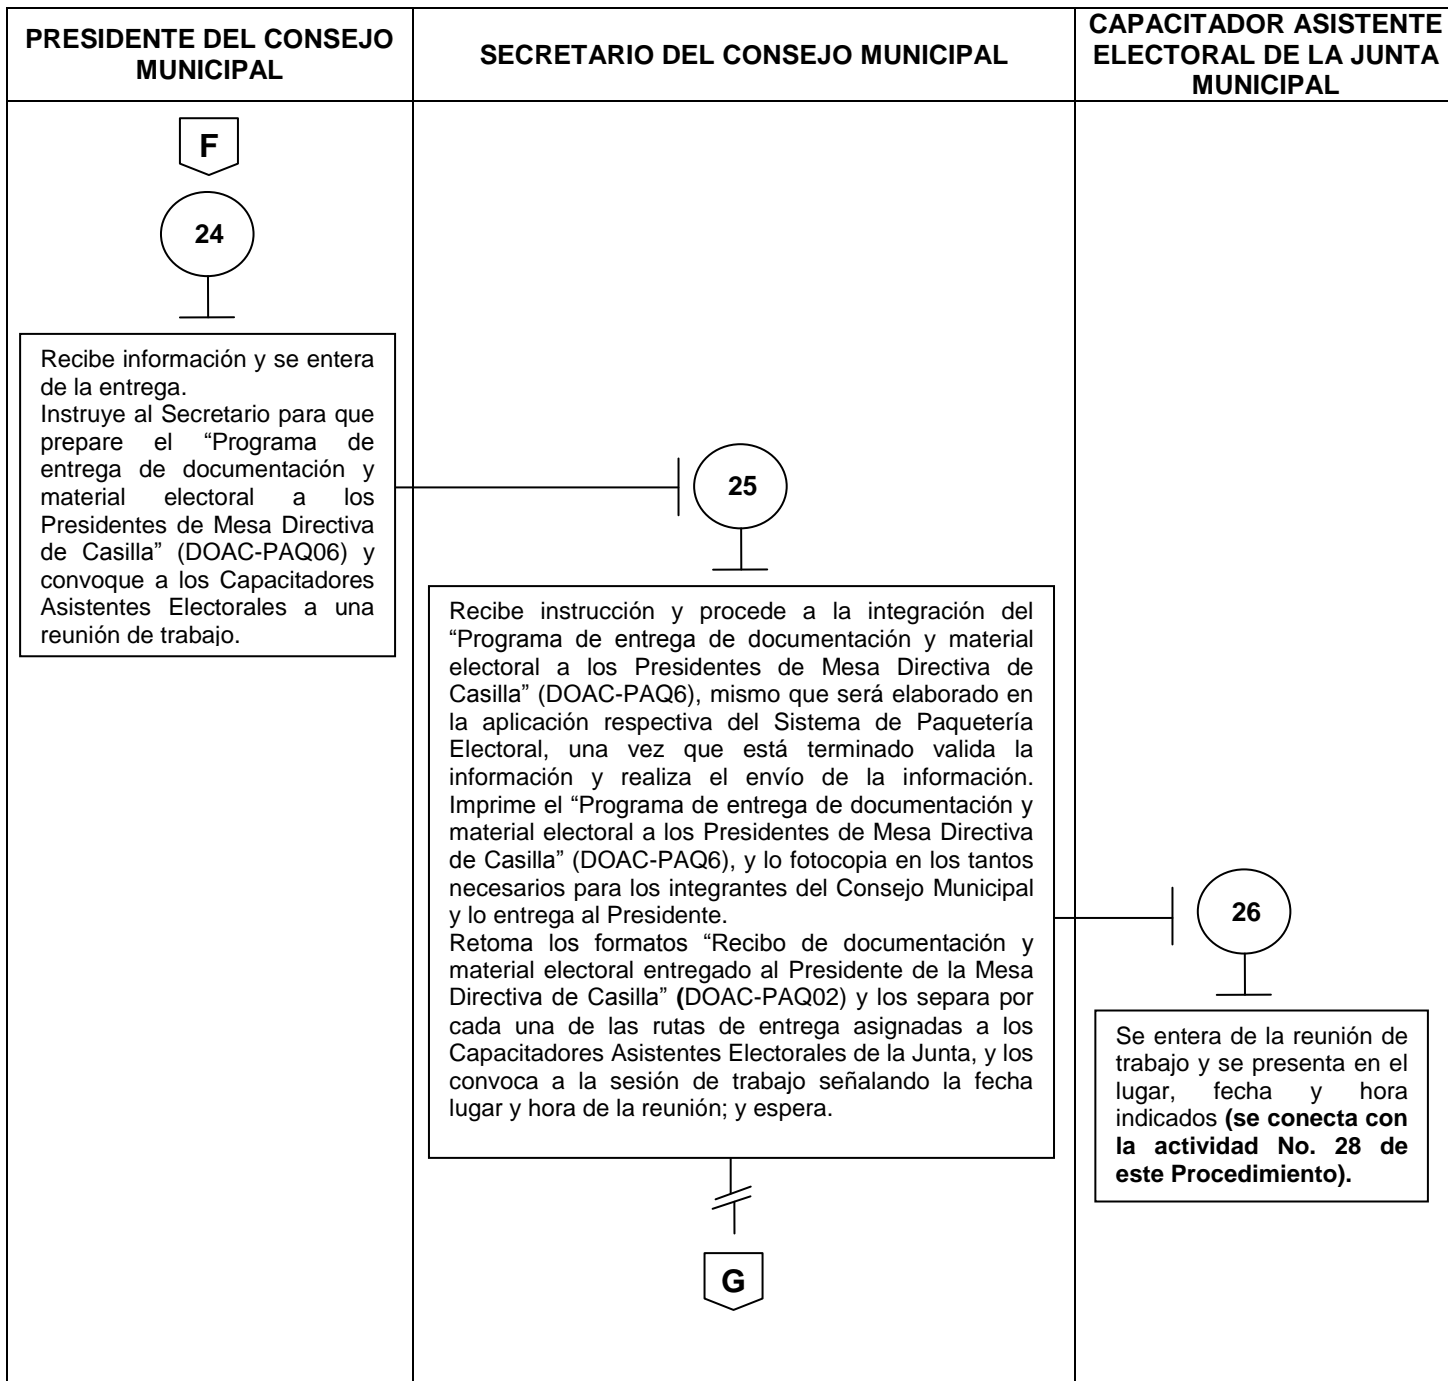 PRESIDENTE DEL CONSEJO
MUNICIPAL
SECRETARIO DEL CONSEJO MUNICIPAL
CAPACITADOR ASISTENTE
ELECTORAL DE LA JUNTA
MUNICIPAL
F
24
Recibe información y se entera
de la entrega.
Instruye al Secretario para que
prepare el “Programa de
entrega de documentación y
material electoral a los
Presidentes de Mesa Directiva
de Casilla” (DOAC-PAQ06) y
convoque a los Capacitadores
Asistentes Electorales a una
reunión de trabajo.
25
Recibe instrucción y procede a la integración del
“Programa de entrega de documentación y material
electoral a los Presidentes de Mesa Directiva de
Casilla” (DOAC-PAQ6), mismo que será elaborado en
la aplicación respectiva del Sistema de Paquetería
Electoral, una vez que está terminado valida la
información y realiza el envío de la información.
Imprime el “Programa de entrega de documentación y
material electoral a los Presidentes de Mesa Directiva
de Casilla” (DOAC-PAQ6), y lo fotocopia en los tantos
necesarios para los integrantes del Consejo Municipal
y lo entrega al Presidente.
Retoma los formatos “Recibo de documentación y
material electoral entregado al Presidente de la Mesa
Directiva de Casilla” (DOAC-PAQ02) y los separa por
cada una de las rutas de entrega asignadas a los
Capacitadores Asistentes Electorales de la Junta, y los
convoca a la sesión de trabajo señalando la fecha
lugar y hora de la reunión; y espera.
G
26
Se entera de la reunión de
trabajo y se presenta en el
lugar, fecha y hora
indicados (se conecta con
la actividad No. 28 de
este Procedimiento).